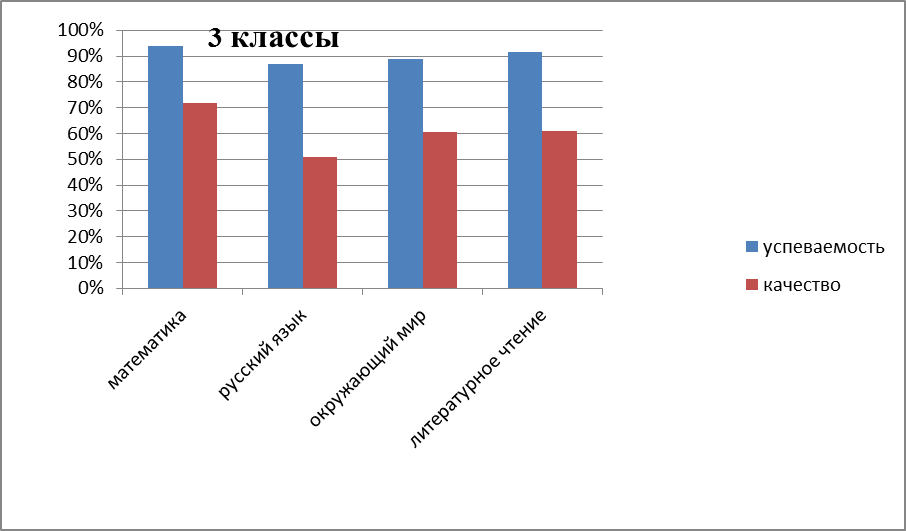 3 классы
100%
90%
80%
70%
60%
50%
40%
30%
20%
10%
0%
математика
русский язык
окружающий мир
литературное чтение
успеваемость
качество